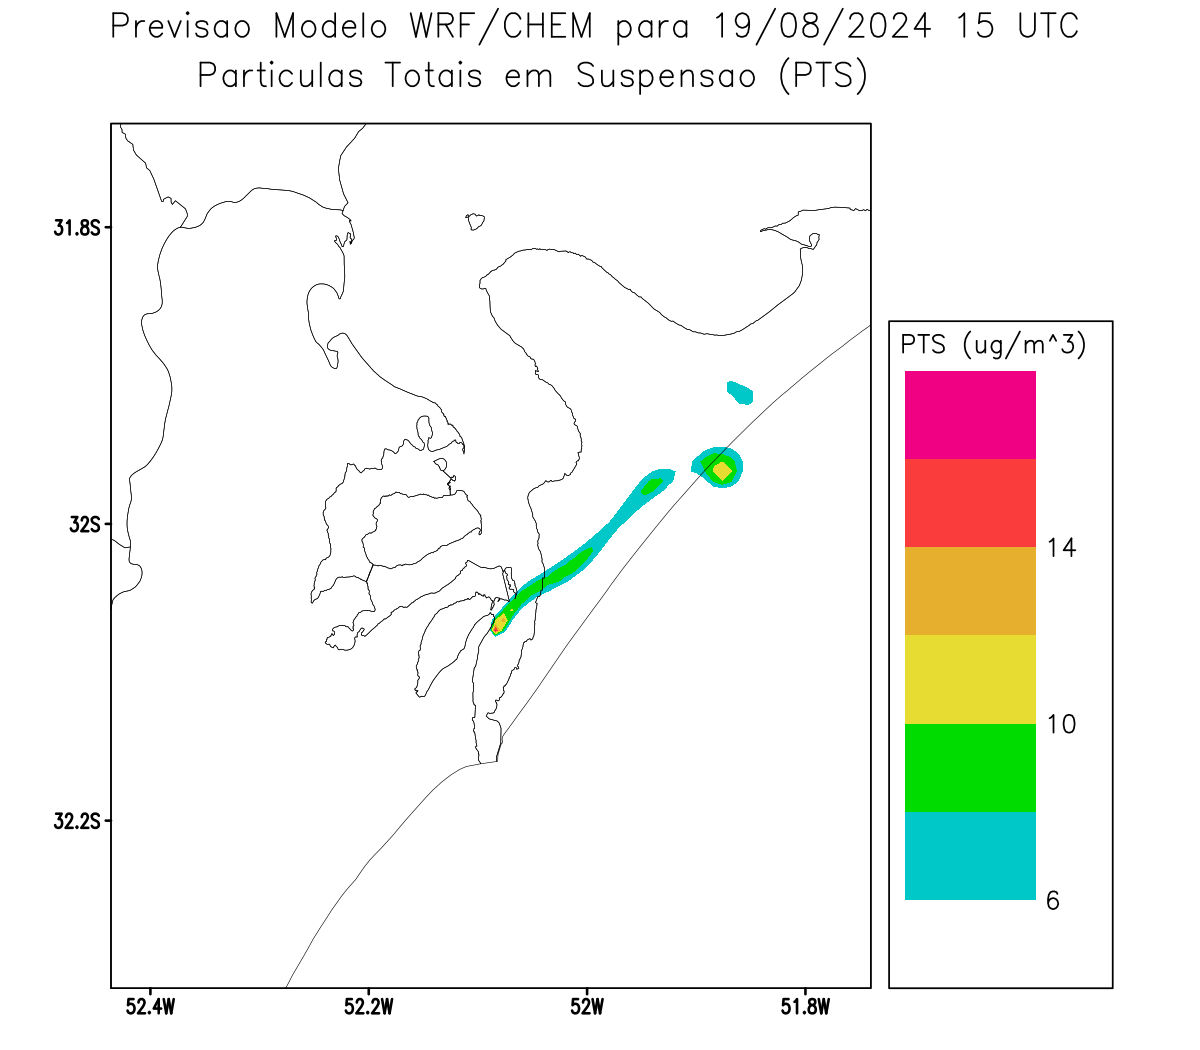 Previsao Modelo WRF/CHEM para 19/08/2024 15 UTC
Particulas Totais em Suspensao (PTS)
31.8S
32S
32.2S
52.4W
52.2W
52W
51.8W
PTS (ug/m^3)
14
10
6